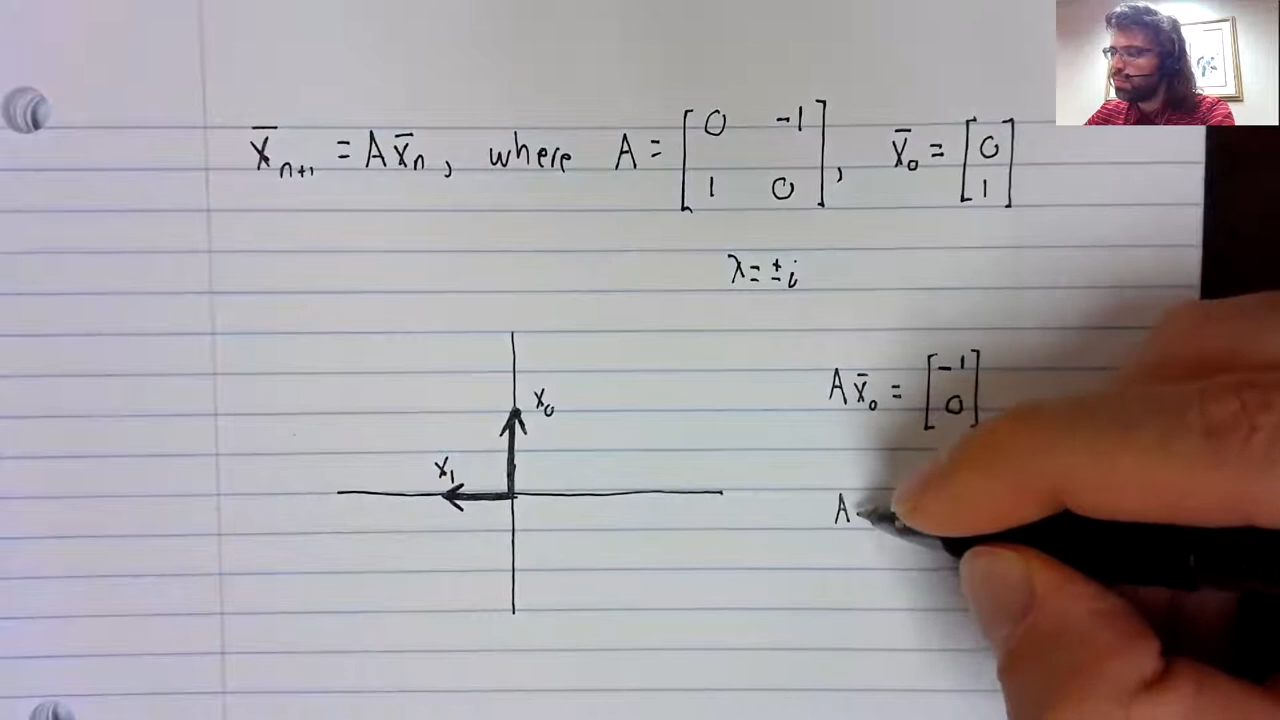 x̄ₙ₊₁ = Ax̄ₙ, where A = [0 -1; 1 0], x̄₀ = [0; 1]
λ = ±i
x₀
Ax̄₀ = [-1; 0]
x₁
A